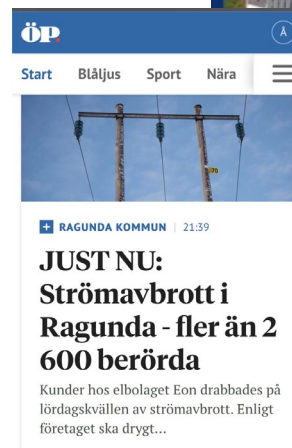 ÖP.
Å
Start Blåljus Sport Nära
70
+ RAGUNDA KOMMUN | 21:39
JUST NU:
Strömavbrott i
Ragunda - fler än 2
600 berörda
Kunder hos elbolaget Eon drabbades på
lördagskvällen av strömavbrott. Enligt
företaget ska drygt...